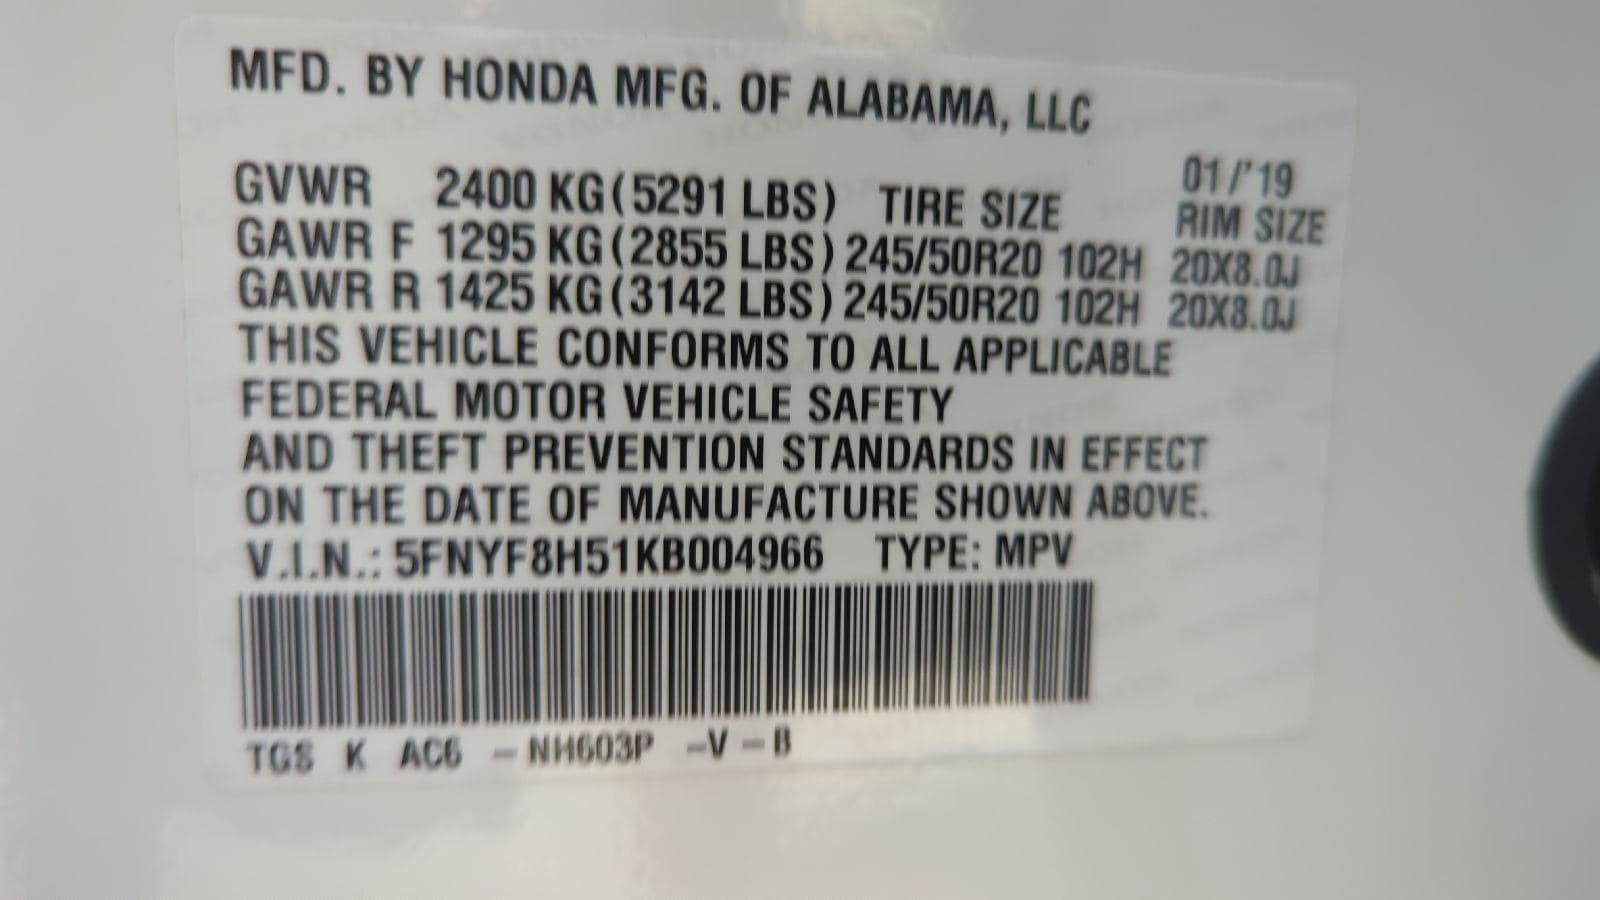 MFD. BY HONDA MFG. OF ALABAMA, LLC
01/'19
GVWR 2400 KG(5291 LBS) TIRE SIZE RIM SIZE
GAWR F 1295 KG(2855 LBS) 245/50R20 102H 20X8.0J
GAWR R 1425 KG(3142 LBS) 245/50R20 102H 20X8.0J
THIS VEHICLE CONFORMS TO ALL APPLICABLE
FEDERAL MOTOR VEHICLE SAFETY
AND THEFT PREVENTION STANDARDS IN EFFECT
ON THE DATE OF MANUFACTURE SHOWN ABOVE.
V.I.N.: 5FNYF8H51KB004966 TYPE: MPV
TGS K AC6 –NH603P –V–B